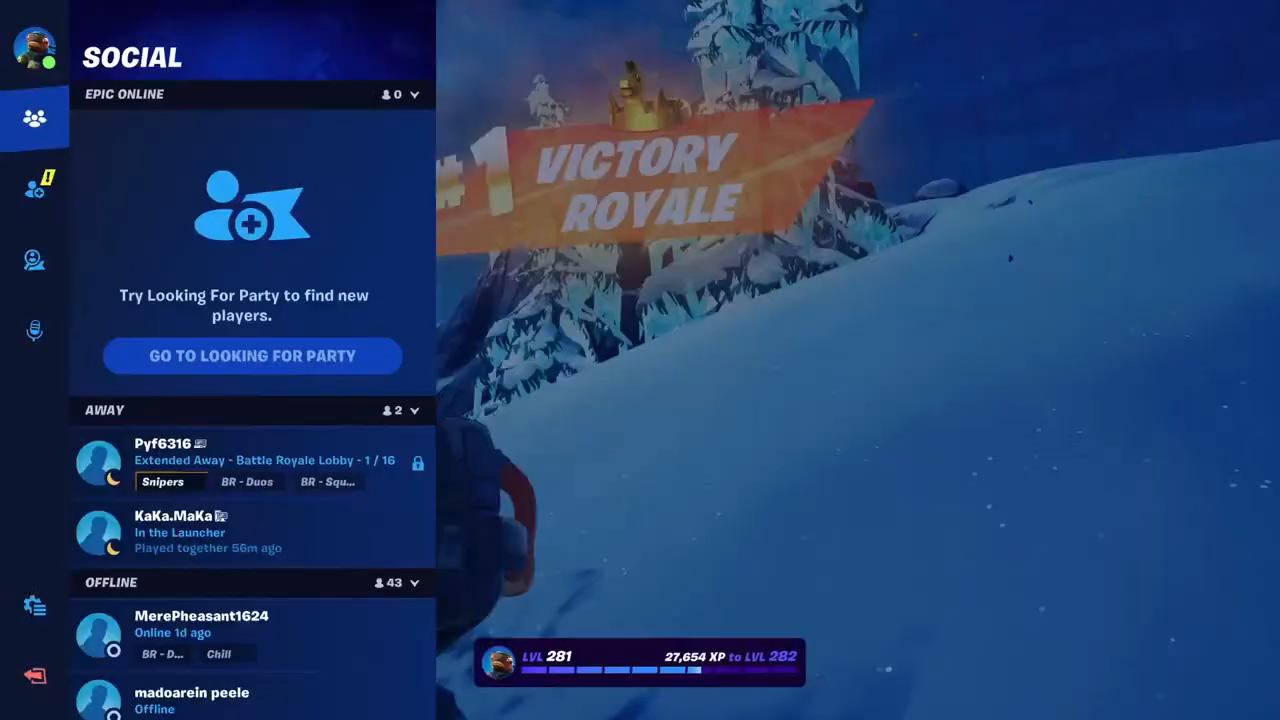 SOCIAL
EPIC ONLINE
0
!
Try Looking For Party to find new
players.
GO TO LOOKING FOR PARTY
AWAY
2
Pyf6316
Extended Away - Battle Royale Lobby - 1 / 16
Snipers
BR - Duos
BR - Squ...
KaKa.MaKa
In the Launcher
Played together 56m ago
OFFLINE
43
MerePheasant1624
Online 1d ago
BR - D...
Chill
madoarein peele
Offline
#1
VICTORY
ROYALE
LVL 281
27,654 XP to LVL 282